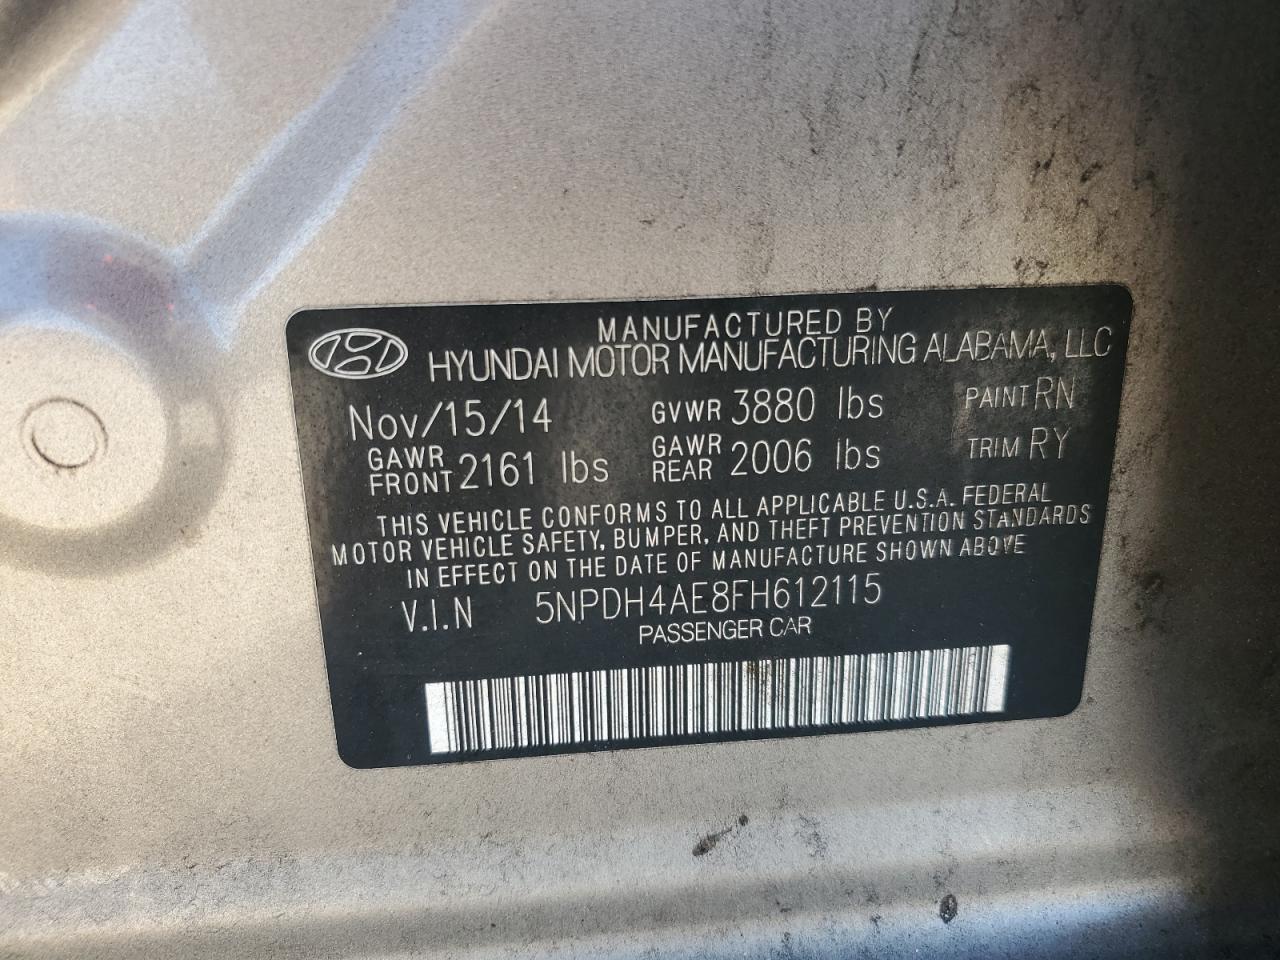 MANUFACTURED BY
HYUNDAI MOTOR MANUFACTURING ALABAMA, LLC
Nov/15/14 GVWR 3880 lbs PAINT RN
GAWR FRONT 2161 lbs GAWR REAR 2006 lbs TRIM RY
THIS VEHICLE CONFORMS TO ALL APPLICABLE U.S.A. FEDERAL
MOTOR VEHICLE SAFETY, BUMPER, AND THEFT PREVENTION STANDARDS
IN EFFECT ON THE DATE OF MANUFACTURE SHOWN ABOVE
V.I.N 5NPDH4AE8FH612115
PASSENGER CAR